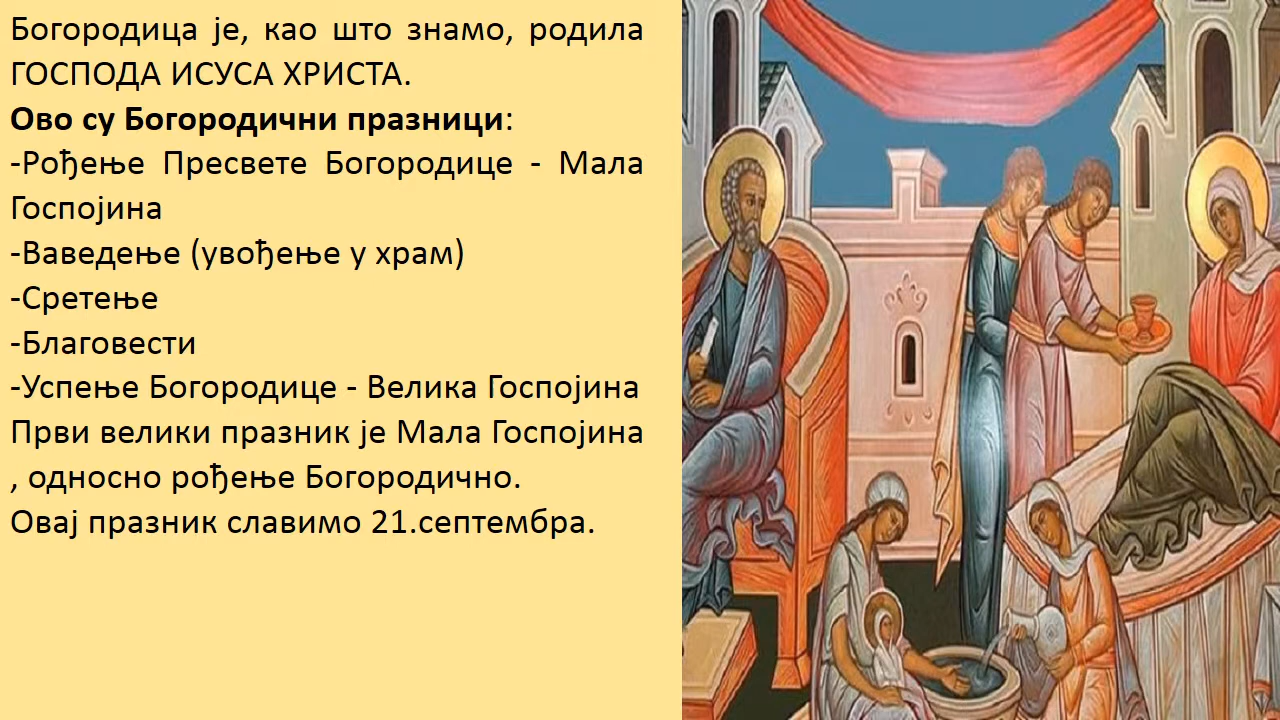 Богородица је, као што знамо, родила
ГОСПОДА ИСУСА ХРИСТА.
Ово су Богородични празници:
-Рођење Пресвете Богородице - Мала
Госпојина
-Ваведење (увођење у храм)
-Сретење
-Благовести
-Успење Богородице - Велика Госпојина
Први велики празник је Мала Госпојина
, односно рођење Богородично.
Овај празник славимо 21.септембра.